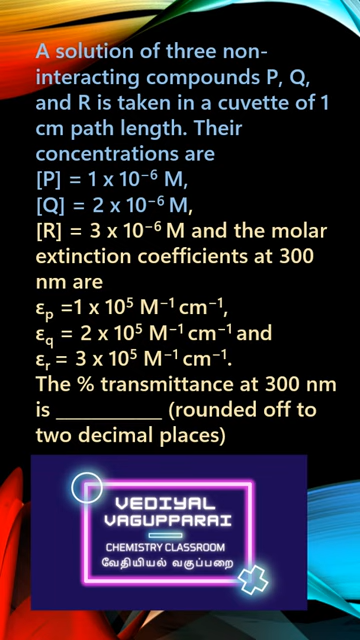 A solution of three non-
interacting compounds P, Q,
and R is taken in a cuvette of 1
cm path length. Their
concentrations are
[P] = 1 x 10⁻⁶ M,
[Q] = 2 x 10⁻⁶ M,
[R] = 3 x 10⁻⁶ M and the molar
extinction coefficients at 300
nm are
εₚ =1 x 10⁵ M⁻¹ cm⁻¹,
ε_q = 2 x 10⁵ M⁻¹ cm⁻¹ and
εᵣ = 3 x 10⁵ M⁻¹ cm⁻¹.
The % transmittance at 300 nm
is __________ (rounded off to
two decimal places)
VEDIYAL
VAGUPPARAI
CHEMISTRY CLASSROOM
வேதியியல் வகுப்பறை